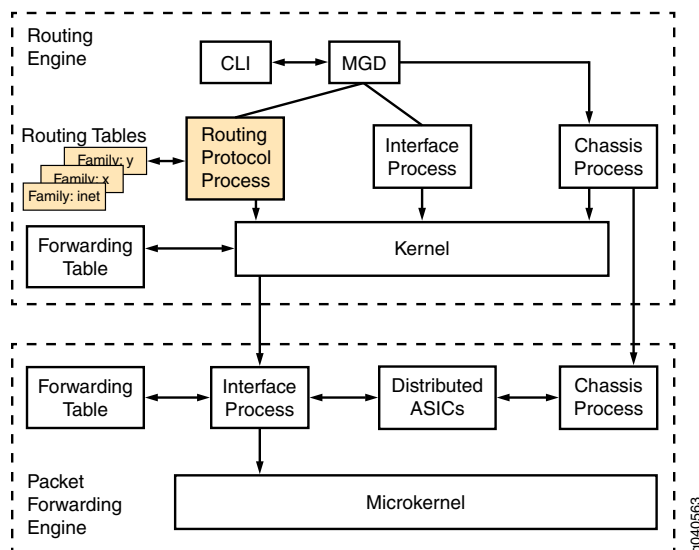 Routing
Engine
CLI
MGD
Routing Tables
Family: y
Family: x
Family: inet
Routing
Protocol
Process
Interface
Process
Chassis
Process
Forwarding
Table
Kernel
Forwarding
Table
Interface
Process
Distributed
ASICs
Chassis
Process
Packet
Forwarding
Engine
Microkernel
g040563